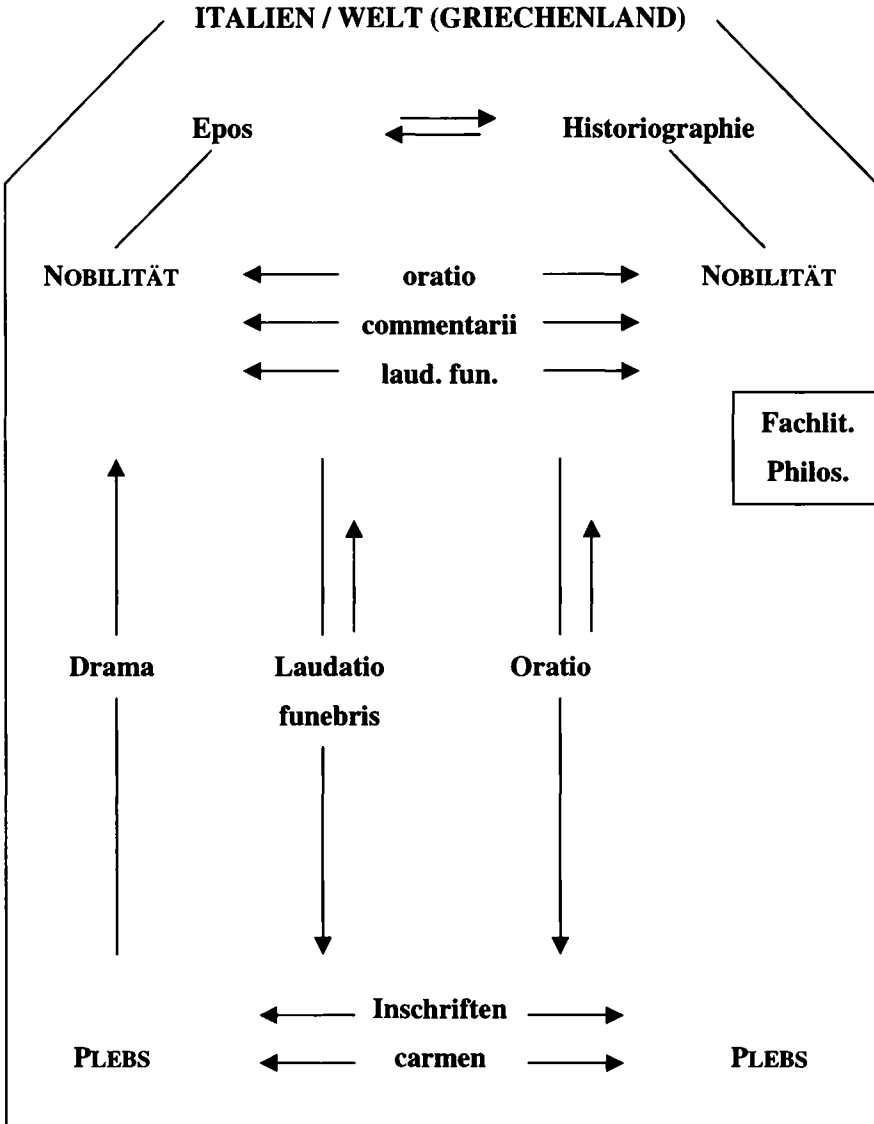 ITALIEN / WELT (GRIECHENLAND)
Epos Historiographie
NOBILITÄT oratio NOBILITÄT
commentarii
laud. fun.
Fachlit.
Philos.
Drama Laudatio Oratio
funebris
Inschriften
PLEBS carmen PLEBS